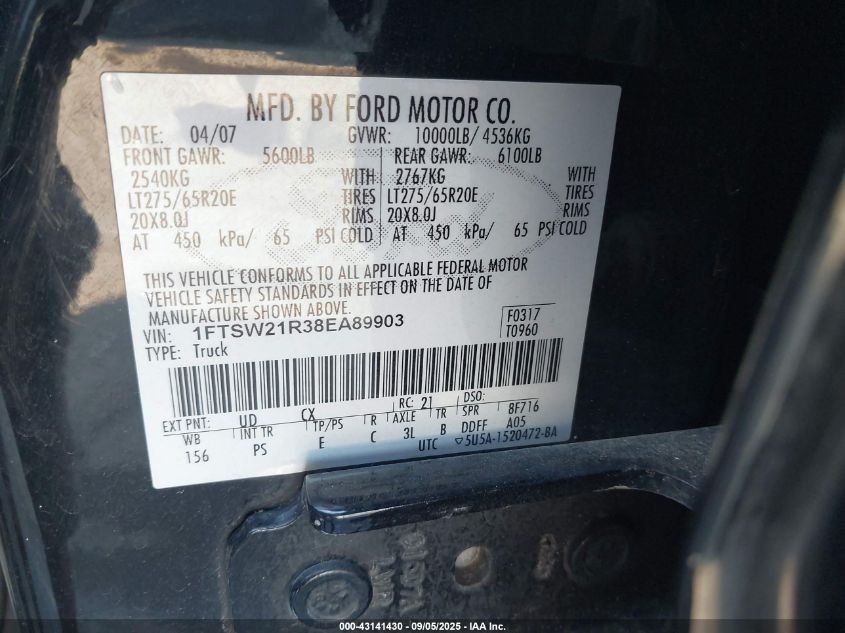 MFD. BY FORD MOTOR CO.
DATE: 04/07 GVWR: 10000LB/ 4536KG
FRONT GAWR: 5600LB REAR GAWR: 6100LB
2540KG WITH 2767KG WITH
LT275/65R20E TIRES LT275/65R20E TIRES
20X8.0J RIMS 20X8.0J RIMS
AT 450 kPa/ 65 PSI COLD AT 450 kPa/ 65 PSI COLD
THIS VEHICLE CONFORMS TO ALL APPLICABLE FEDERAL MOTOR
VEHICLE SAFETY STANDARDS IN EFFECT ON THE DATE OF
MANUFACTURE SHOWN ABOVE.
VIN: 1FTSW21R38EA89903 F0317
TYPE: Truck T0960
EXT PNT: UD CX RC: 21 DSO:
WB INT TR TP/PS R AXLE TR SPR 8F716
156 PS E C 3L B DDFF A05
UTC 5U5A-1520472-BA
000-43141430 - 09/05/2025 - IAA Inc.